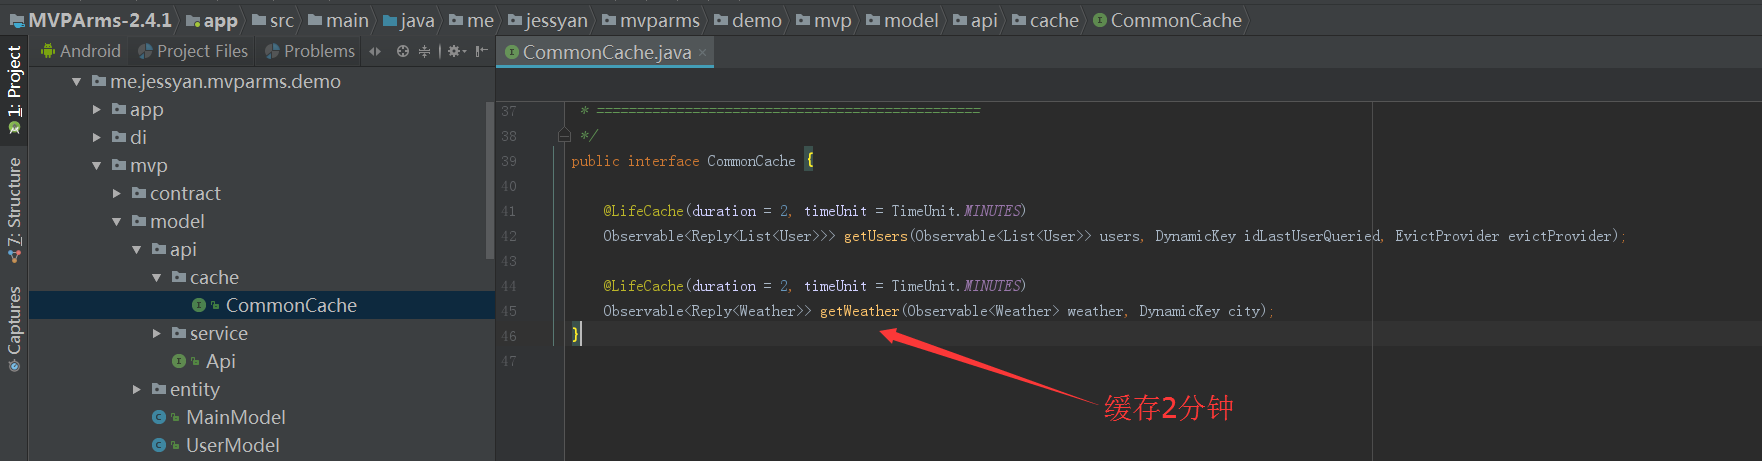 MVPArms-2.4.1 app src main java me jessyan mvparms demo mvp model api cache CommonCache
Android Project Files Problems
CommonCache.java
1: Project
7: Structure
Captures
me.jessyan.mvparms.demo
app
di
mvp
contract
model
api
cache
CommonCache
service
Api
entity
MainModel
UserModel
37 * ================================================
38 */
39 public interface CommonCache {
40
41 @LifeCache(duration = 2, timeUnit = TimeUnit.MINUTES)
42 Observable<Reply<List<User>>> getUsers(Observable<List<User>> users, DynamicKey idLastUserQueried, EvictProvider evictProvider);
43
44 @LifeCache(duration = 2, timeUnit = TimeUnit.MINUTES)
45 Observable<Reply<Weather>> getWeather(Observable<Weather> weather, DynamicKey city);
46 }
47
缓存2分钟